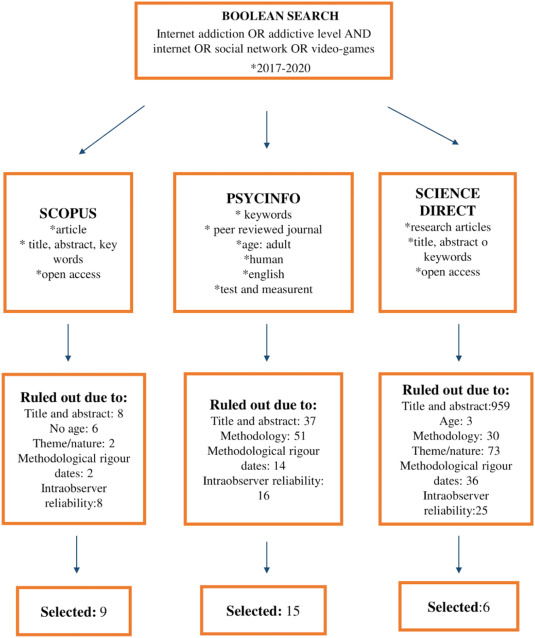 BOOLEAN SEARCH
Internet addiction OR addictive level AND
internet OR social network OR video-games
*2017-2020
SCOPUS
*article
* title, abstract, key
words
*open access
PSYCINFO
* keywords
* peer reviewed journal
*age: adult
*human
*english
*test and measurent
SCIENCE
DIRECT
*research articles
*title, abstract o
keywords
*open access
Ruled out due to:
Title and abstract: 8
No age: 6
Theme/nature: 2
Methodological rigour
dates: 2
Intraobserver
reliability:8
Ruled out due to:
Title and abstract: 37
Methodology: 51
Methodological rigour
dates: 14
Intraobserver reliability:
16
Ruled out due to:
Title and abstract:959
Age: 3
Methodology: 30
Theme/nature: 73
Methodological rigour
dates: 36
Intraobserver
reliability:25
Selected: 9
Selected: 15
Selected:6